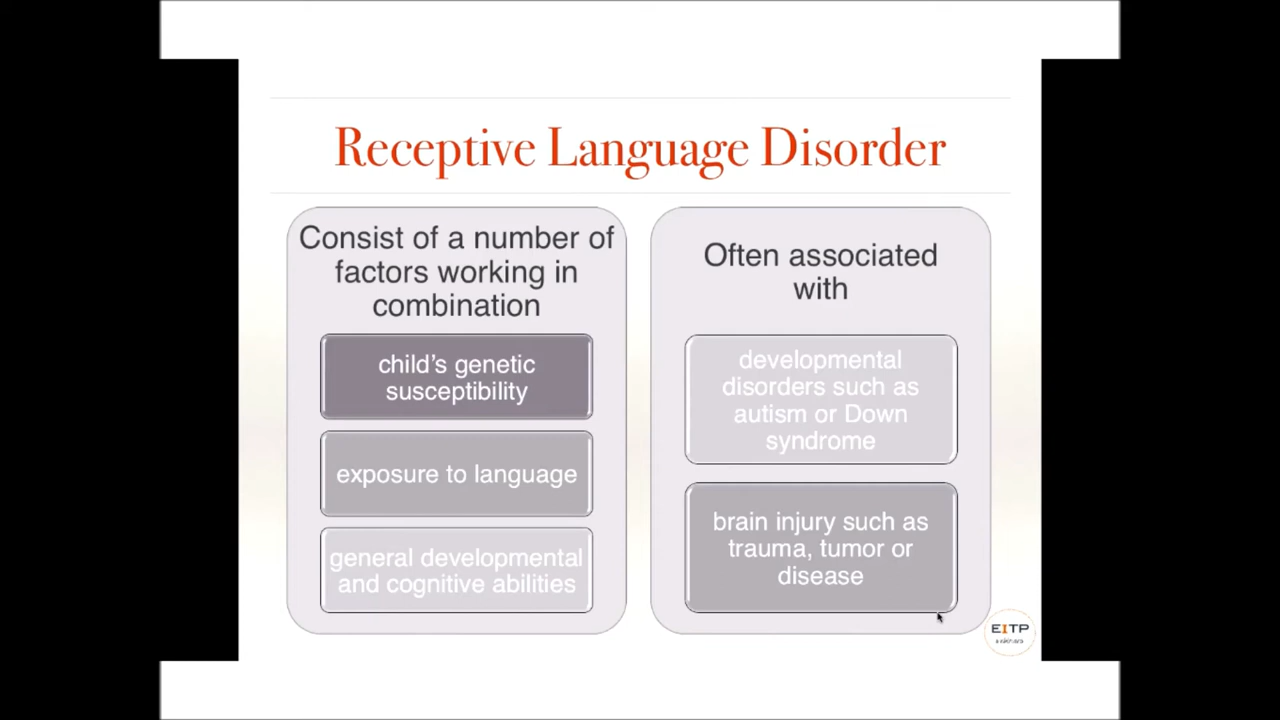 Receptive Language Disorder
Consist of a number of
factors working in
combination
child's genetic
susceptibility
exposure to language
general developmental
and cognitive abilities
Often associated
with
developmental
disorders such as
autism or Down
syndrome
brain injury such as
trauma, tumor or
disease
EITP